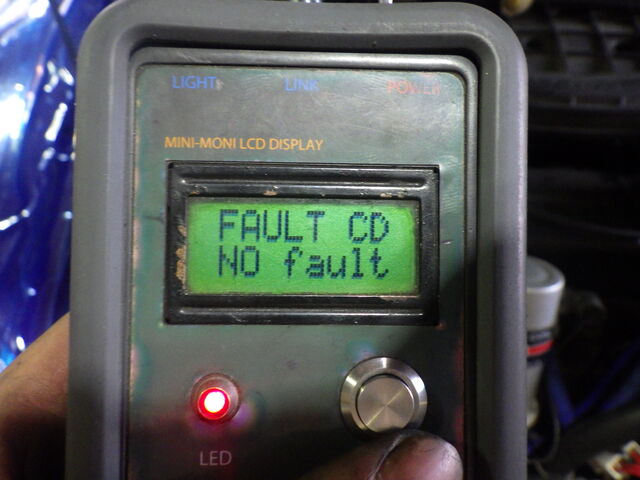 LIGHT LINK POWER
MINI-MONI LCD DISPLAY
FAULT CD
NO fault
LED